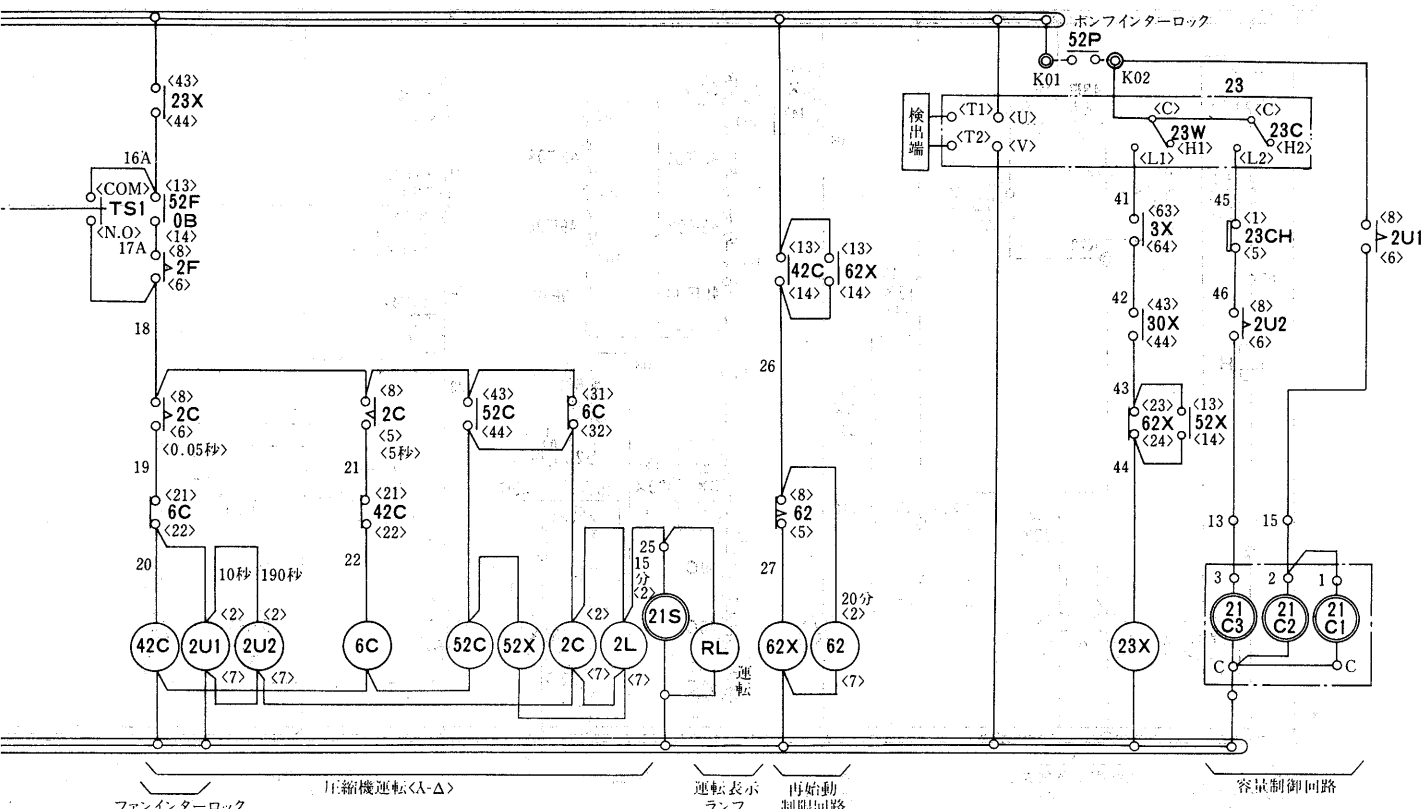 ポンプインターロック
52P
K01
K02
<43>
23X
<44>
23
検出端
<T1>
<U>
<T2>
<V>
<C>
23W
<H1>
<L1>
<C>
23C
<H2>
<L2>
16A
<COM>
TS1
<N.O>
<13>
52F
OB
<14>
17A
<8>
2F
<6>
18
<13>
42C
<14>
<13>
62X
<14>
26
41
<63>
3X
<64>
42
<43>
30X
<44>
43
<23>
62X
<24>
<13>
52X
<14>
44
45
<1>
23CH
<5>
46
<8>
2U2
<6>
<8>
2U1
<6>
<8>
2C
<6>
<0.05秒>
19
<21>
6C
<22>
20
10秒
190秒
<8>
2C
<5>
<5秒>
21
<21>
42C
<22>
22
<43>
52C
<44>
<31>
6C
<32>
<8>
62
<5>
27
20分
<2>
25
15分
<2>
13
15
3
2
1
42C
2U1
<2>
<7>
2U2
<2>
<7>
6C
52C
52X
2C
<2>
<7>
2L
<7>
21S
RL
運転
62X
62
<7>
23X
21
C3
21
C2
21
C1
C
C
ファンインターロック
圧縮機運転<人-Δ>
運転表示
ランプ
再始動
制限回路
容量制御回路